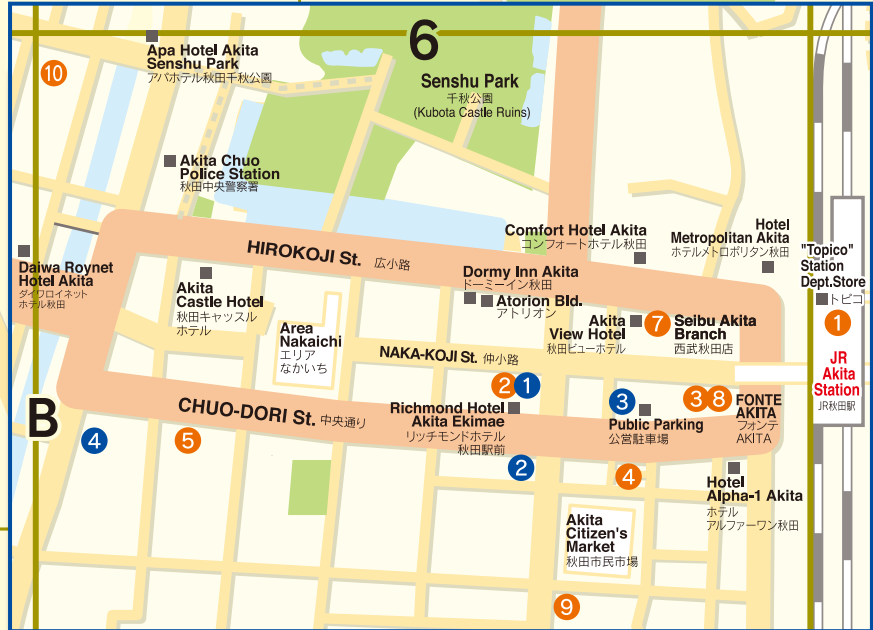 6
Apa Hotel Akita
Senshu Park
アパホテル秋田千秋公園
10
Senshu Park
千秋公園
(Kubota Castle Ruins)
Akita Chuo
Police Station
秋田中央警察署
HIROKOJI St. 広小路
Comfort Hotel Akita
コンフォートホテル秋田
Hotel
Metropolitan Akita
ホテルメトロポリタン秋田
"Topico"
Station
Dept.Store
トピコ
1
JR
Akita
Station
JR秋田駅
Daiwa Roynet
Hotel Akita
ダイワロイネット
ホテル秋田
Akita
Castle Hotel
秋田キャッスル
ホテル
Dormy Inn Akita
ドーミーイン秋田
Atorion Bld.
アトリオン
Area
Nakaichi
エリア
なかいち
Akita
View Hotel
秋田ビューホテル
7
Seibu Akita
Branch
西武秋田店
NAKA-KOJI St. 仲小路
2
1
3
3
8
FONTE
AKITA
フォンテ
AKITA
B
CHUO-DORI St. 中央通り
Richmond Hotel
Akita Ekimae
リッチモンドホテル
秋田駅前
Public Parking
公営駐車場
4
5
2
4
Hotel
Alpha-1 Akita
ホテル
アルファーワン秋田
Akita
Citizen's
Market
秋田市民市場
9